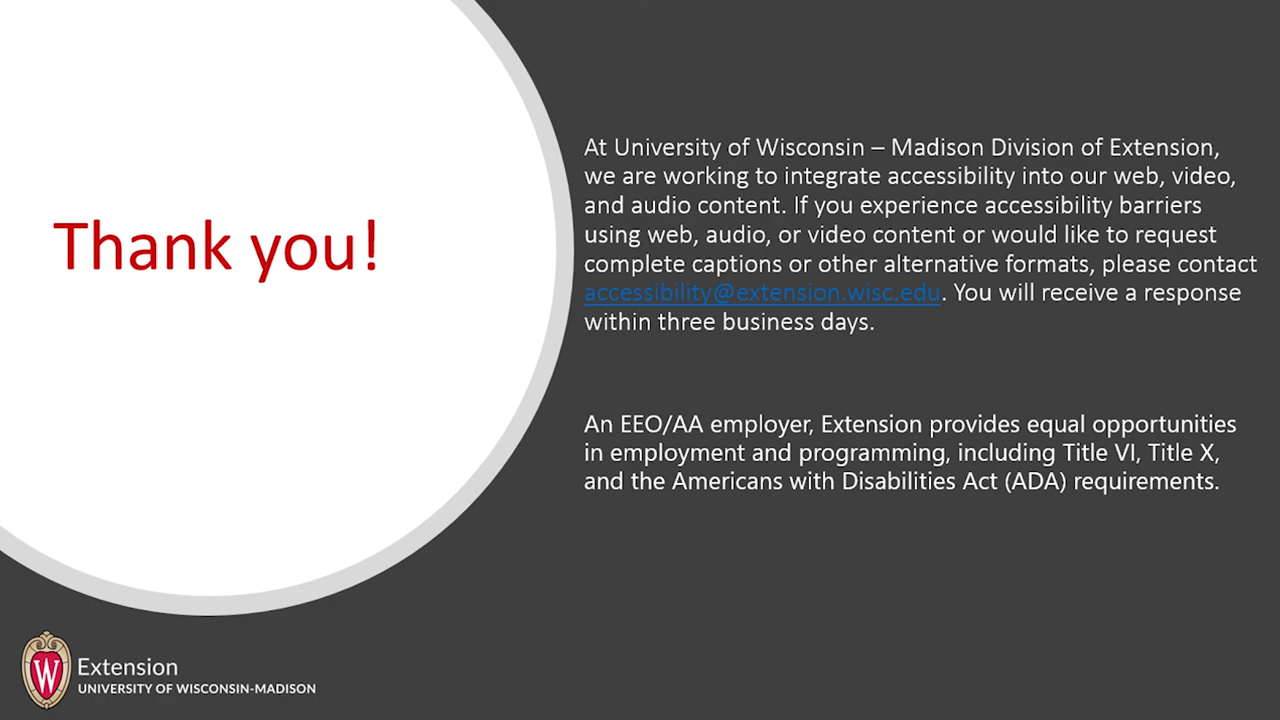 Thank you!
At University of Wisconsin – Madison Division of Extension,
we are working to integrate accessibility into our web, video,
and audio content. If you experience accessibility barriers
using web, audio, or video content or would like to request
complete captions or other alternative formats, please contact
accessibility@extension.wisc.edu. You will receive a response
within three business days.
An EEO/AA employer, Extension provides equal opportunities
in employment and programming, including Title VI, Title X,
and the Americans with Disabilities Act (ADA) requirements.
W
Extension
UNIVERSITY OF WISCONSIN-MADISON